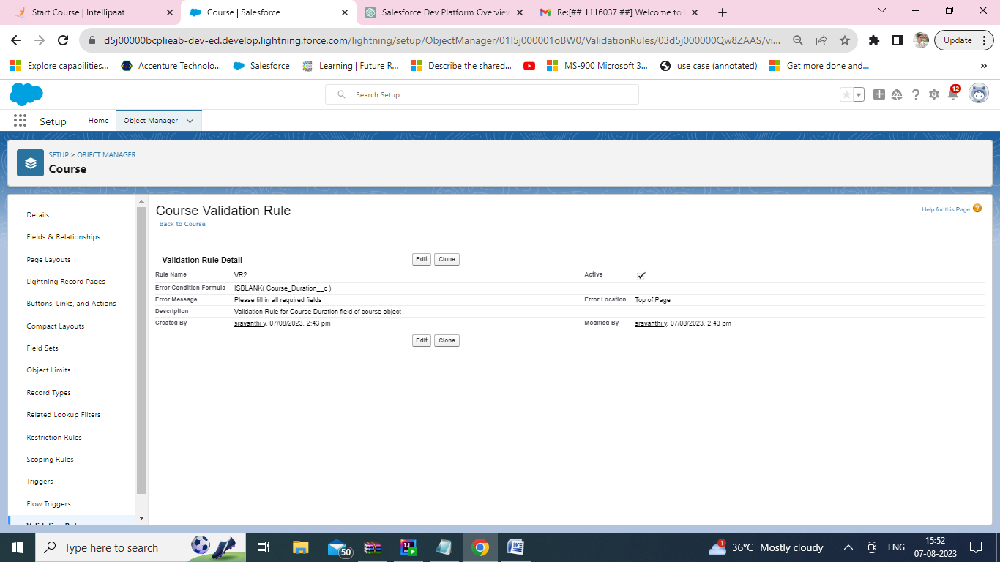 Start Course | Intellipaat
Course | Salesforce
Salesforce Dev Platform Overview
Re:[## 1116037 ##] Welcome to
d5j00000bcplieab-dev-ed.develop.lightning.force.com/lightning/setup/ObjectManager/01I5j000001oBW0/ValidationRules/03d5j000000Qw8ZAAS/vi...
Update
Explore capabilities...
Accenture Technolo...
Salesforce
Learning | Future R...
Describe the shared...
MS-900 Microsoft 3...
use case (annotated)
Get more done and...
»
Search Setup
12
Setup
Home
Object Manager
SETUP > OBJECT MANAGER
Course
Details
Fields & Relationships
Page Layouts
Lightning Record Pages
Buttons, Links, and Actions
Compact Layouts
Field Sets
Object Limits
Record Types
Related Lookup Filters
Restriction Rules
Scoping Rules
Triggers
Flow Triggers
Course Validation Rule
Back to Course
Help for this Page ?
Validation Rule Detail
Edit Clone
Rule Name VR2 Active ✓
Error Condition Formula ISBLANK( Course_Duration__c )
Error Message Please fill in all required fields Error Location Top of Page
Description Validation Rule for Course Duration field of course object
Created By sravanthi y, 07/08/2023, 2:43 pm Modified By sravanthi y, 07/08/2023, 2:43 pm
Edit Clone
Type here to search
50
1
36°C Mostly cloudy
ENG
15:52
07-08-2023